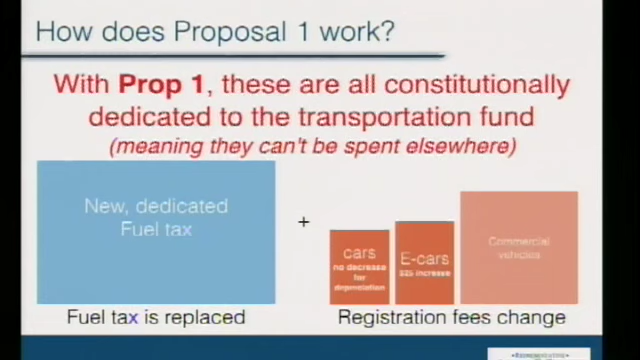 How does Proposal 1 work?
With Prop 1, these are all constitutionally
dedicated to the transportation fund
(meaning they can't be spent elsewhere)
New, dedicated
Fuel tax
+
cars
no decrease
for
depreciation
E-cars
$25 increase
Commercial
vehicles
Fuel tax is replaced
Registration fees change